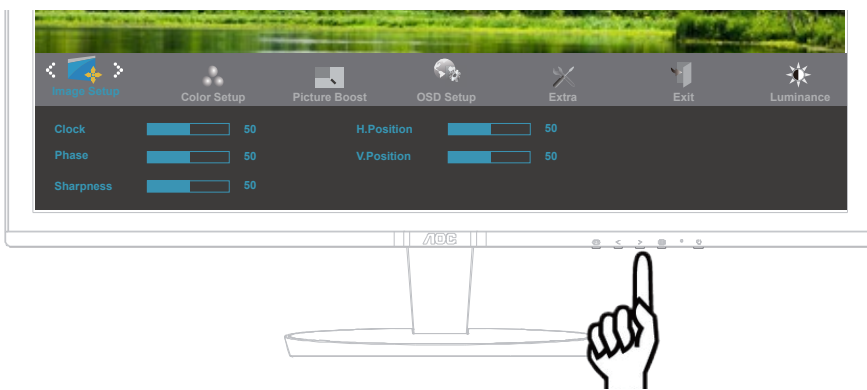 Image Setup Color Setup Picture Boost OSD Setup Extra Exit Luminance
Clock 50 H.Position 50
Phase 50 V.Position 50
Sharpness 50
AOC